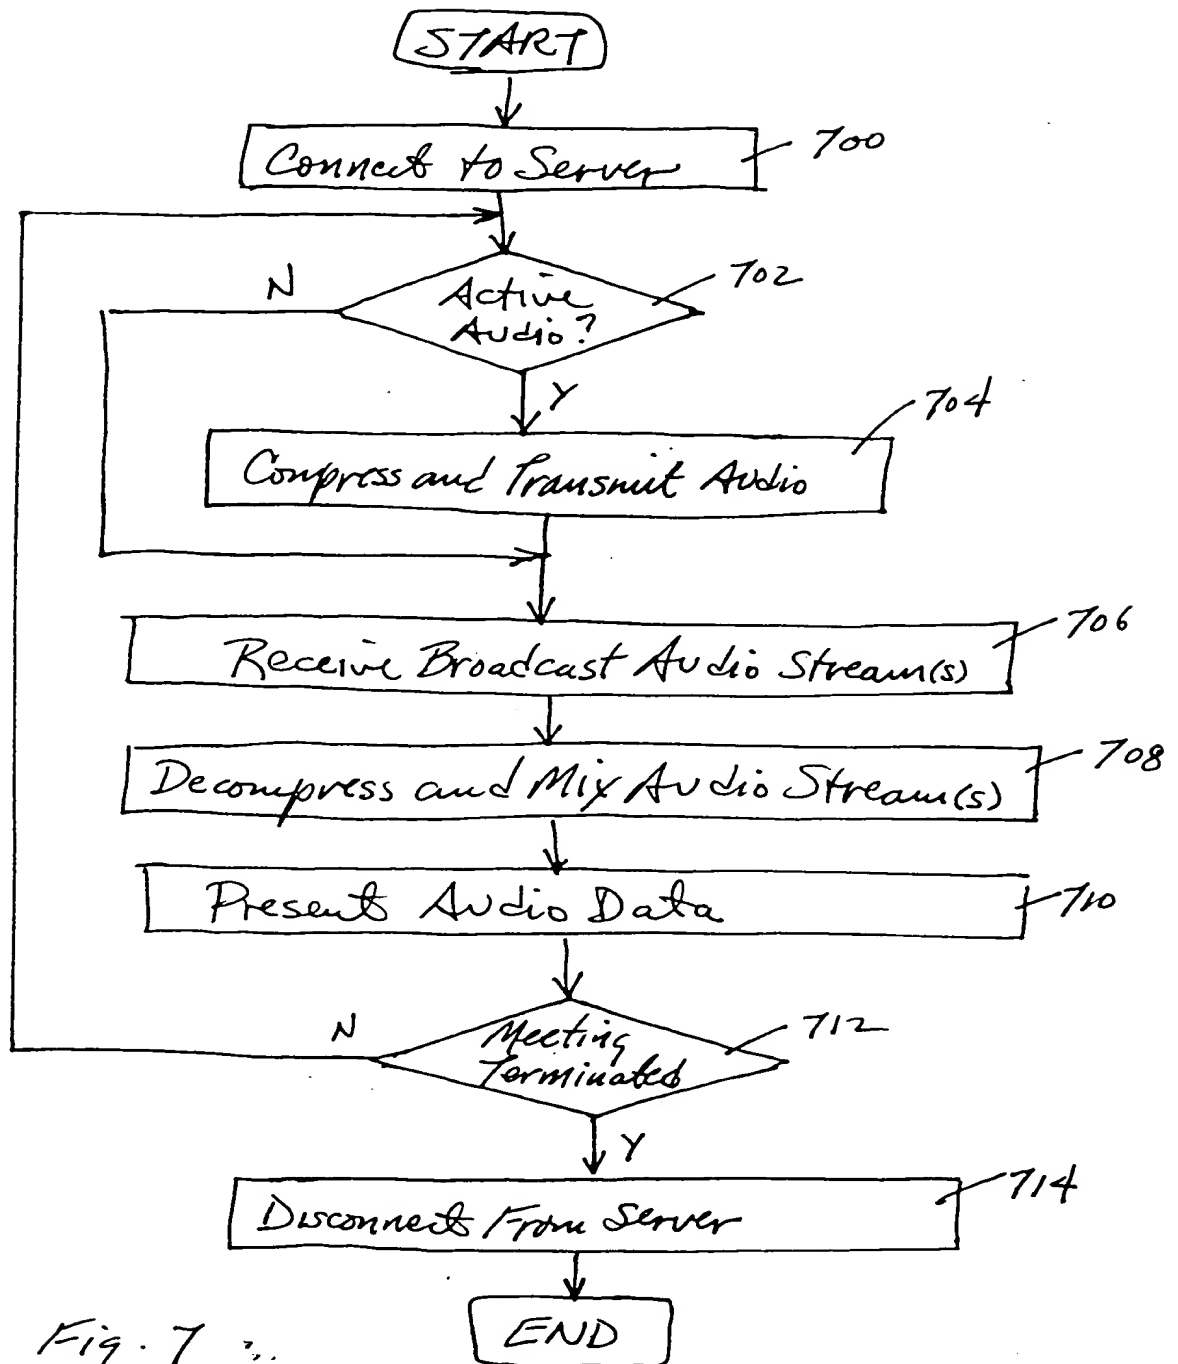 START
Connect to Server
700
N
Active
Audio?
702
Y
704
Compress and Transmit Audio
706
Receive Broadcast Audio Stream(s)
708
Decompress and Mix Audio Stream(s)
Present Audio Data
710
N
Meeting
Terminated
712
Y
714
Disconnect From Server
END
Fig. 7